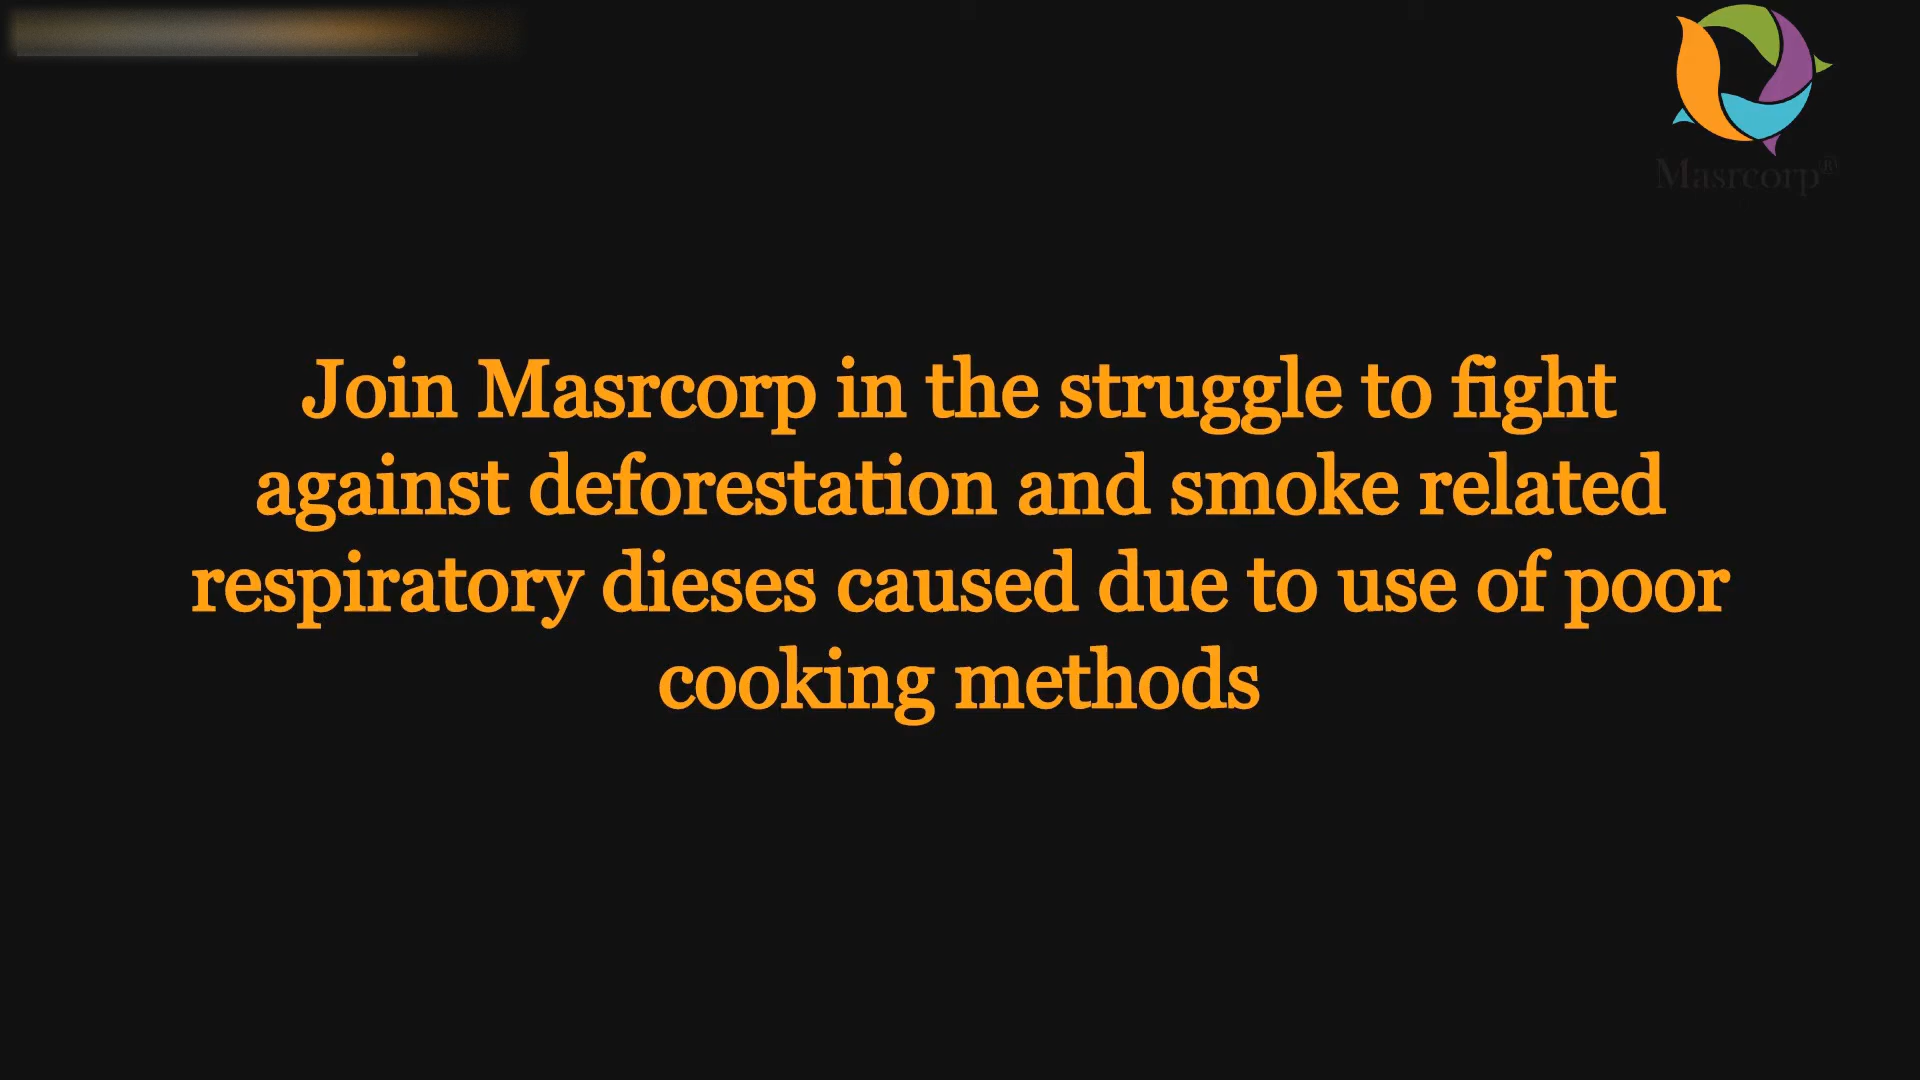 Masrcorp®
Join Masrcorp in the struggle to fight
against deforestation and smoke related
respiratory dieses caused due to use of poor
cooking methods